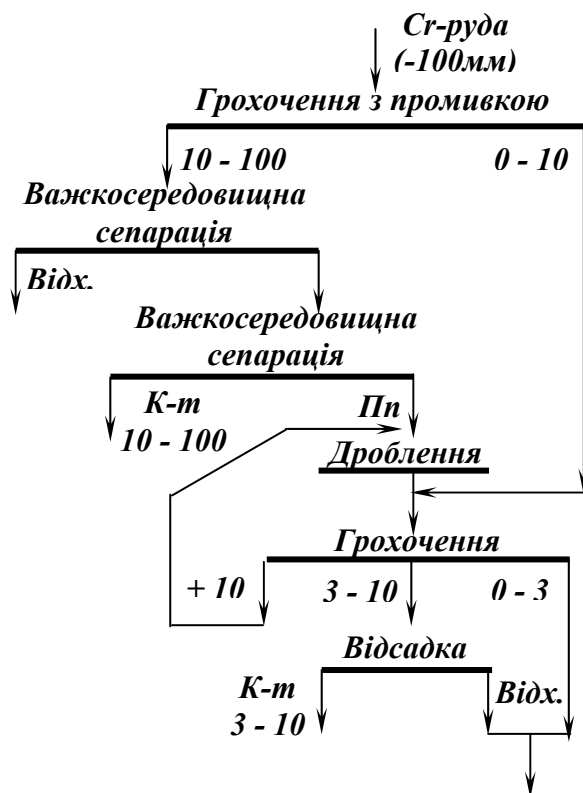 Cr-руда
(-100мм)
Грохочення з промивкою
10 - 100
0 - 10
Важкосередовищна
сепарація
Відх.
Важкосередовищна
сепарація
К-т
10 - 100
Пп
Дроблення
Грохочення
+ 10
3 - 10
0 - 3
Відсадка
К-т
3 - 10
Відх.